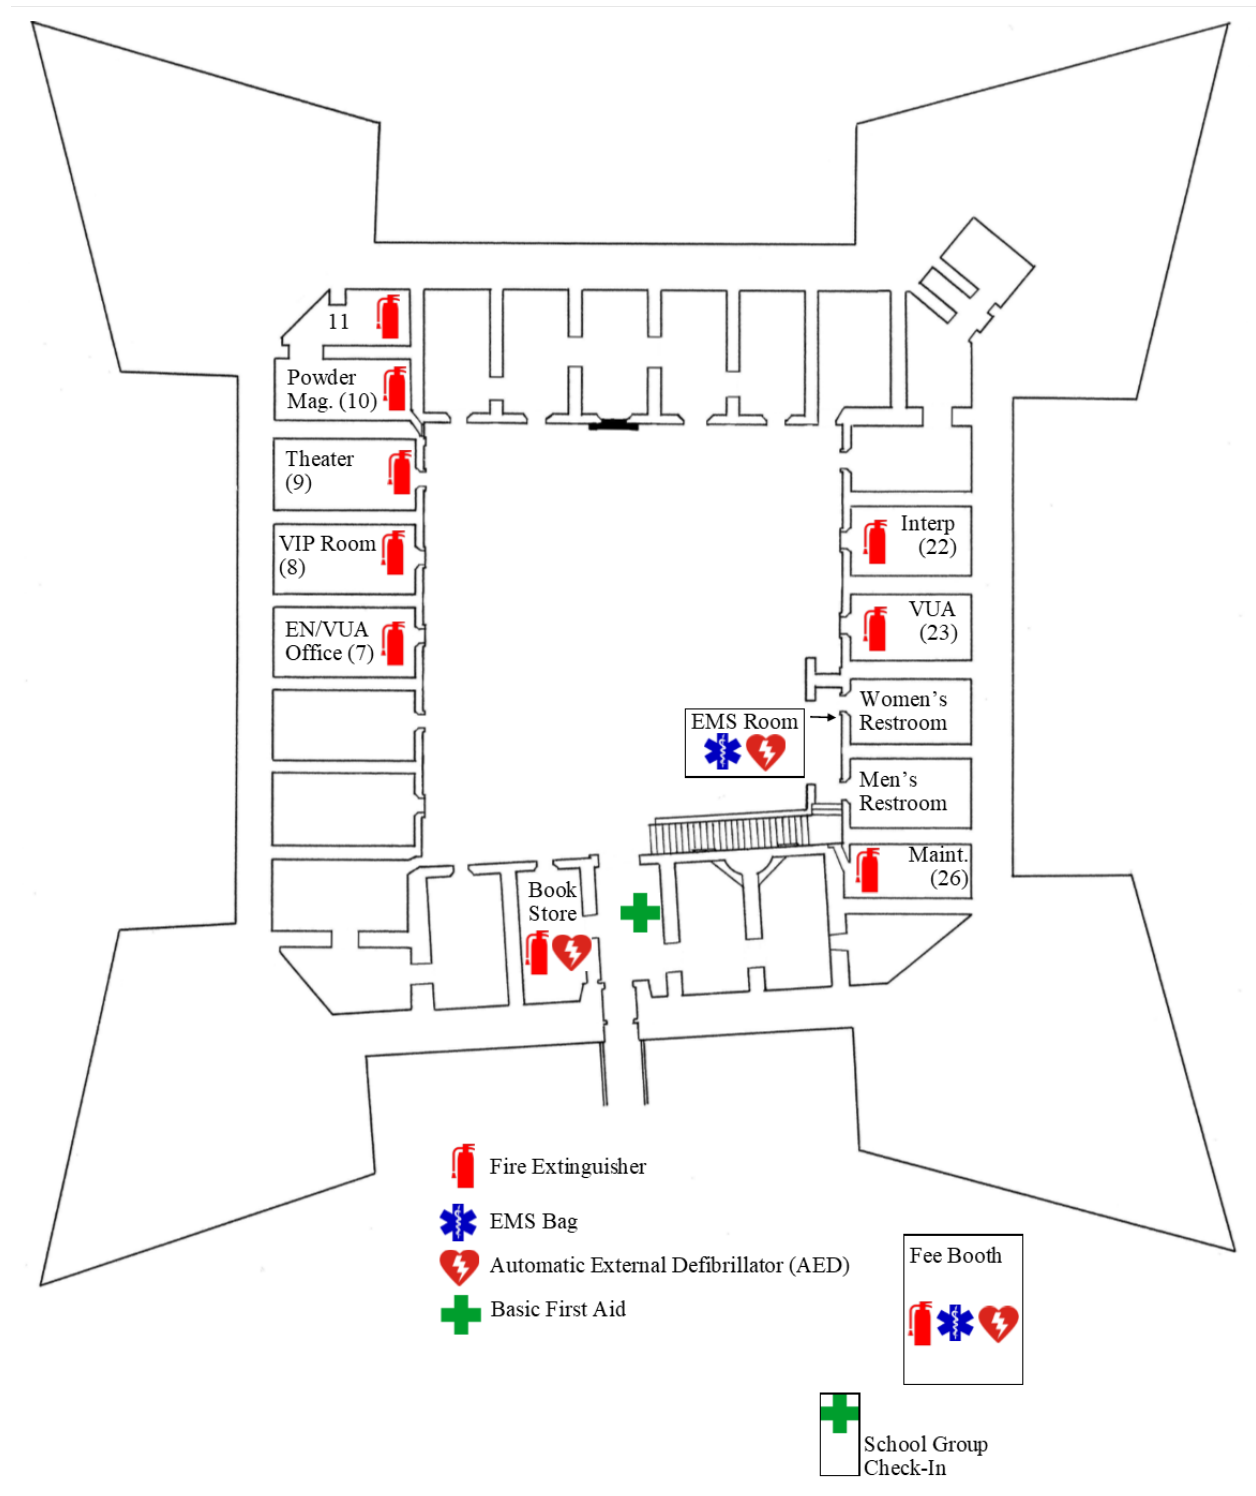 11
Powder
Mag. (10)
Theater
(9)
VIP Room
(8)
EN/VUA
Office (7)
Interp
(22)
VUA
(23)
Women’s
Restroom
EMS Room
Men’s
Restroom
Maint.
(26)
Book
Store
Fire Extinguisher
EMS Bag
Automatic External Defibrillator (AED)
Basic First Aid
Fee Booth
School Group
Check-In